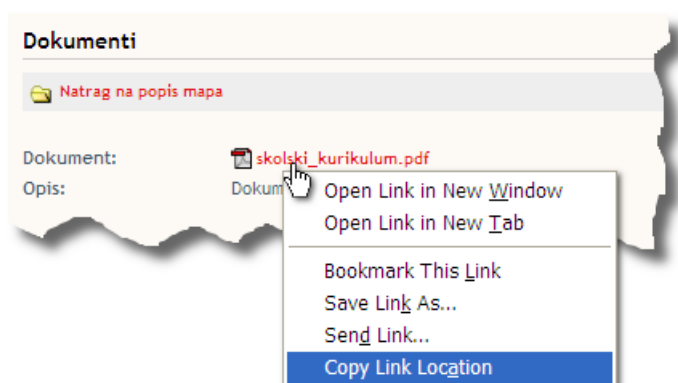 Dokumenti
Natrag na popis mapa
Dokument: skolski_kurikulum.pdf
Opis: Dokum
Open Link in New Window
Open Link in New Tab
Bookmark This Link
Save Link As...
Send Link...
Copy Link Location